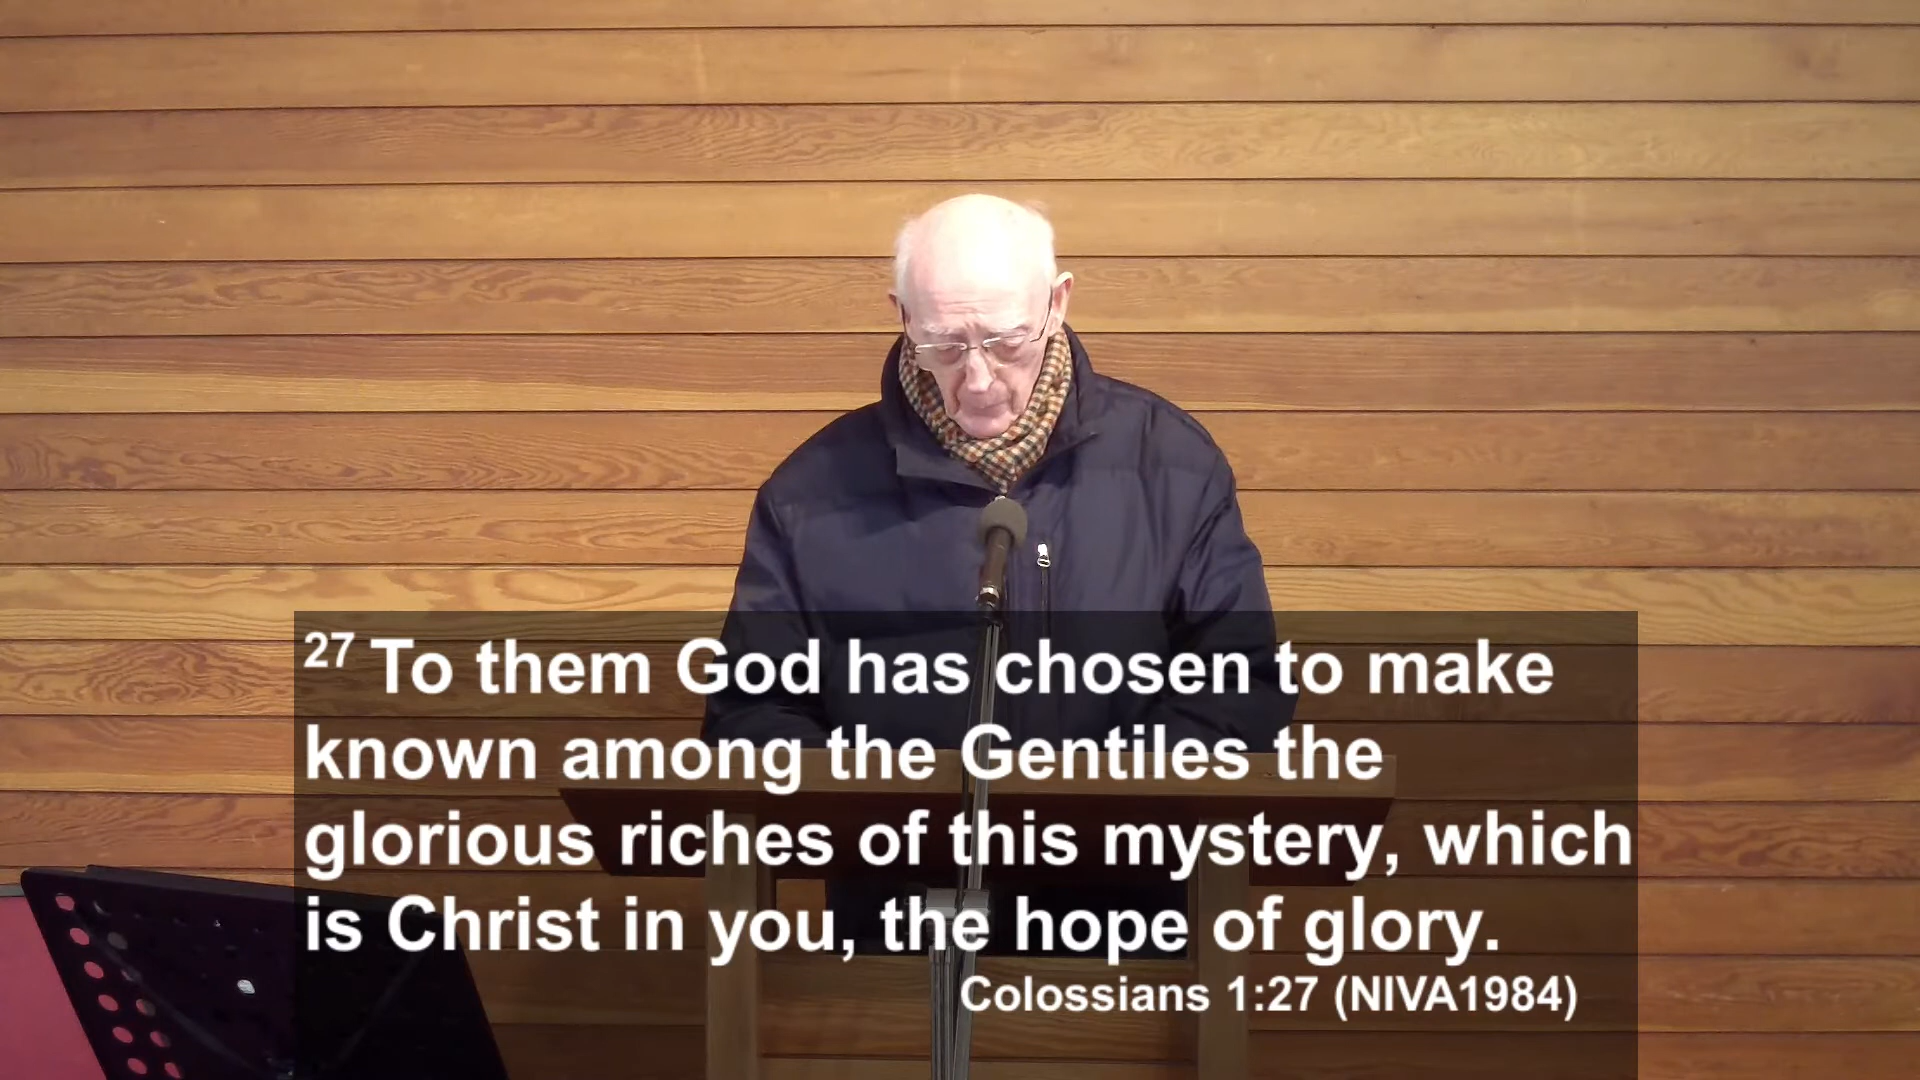 27 To them God has chosen to make
known among the Gentiles the
glorious riches of this mystery, which
is Christ in you, the hope of glory.
Colossians 1:27 (NIVA1984)